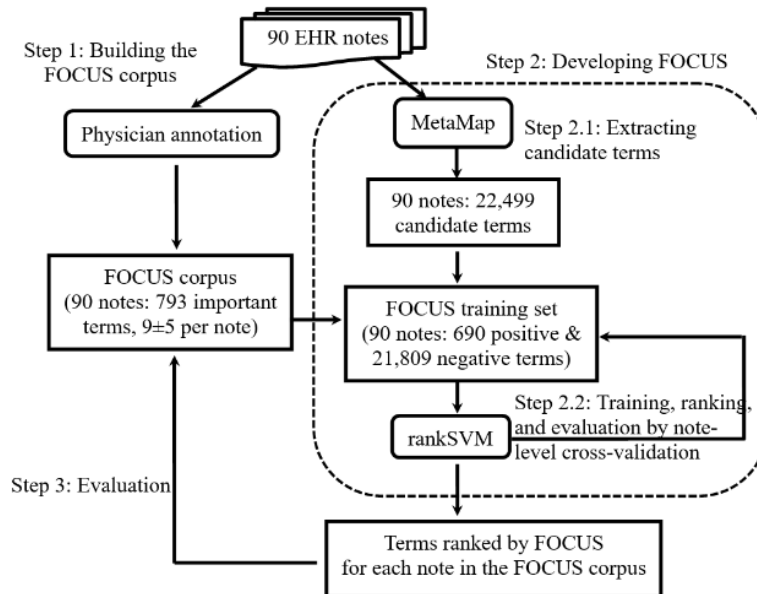 90 EHR notes
Step 1: Building the
FOCUS corpus
Step 2: Developing FOCUS
Physician annotation
MetaMap
Step 2.1: Extracting
candidate terms
90 notes: 22,499
candidate terms
FOCUS corpus
(90 notes: 793 important
terms, 9±5 per note)
FOCUS training set
(90 notes: 690 positive &
21,809 negative terms)
Step 2.2: Training, ranking,
and evaluation by note-
level cross-validation
rankSVM
Step 3: Evaluation
Terms ranked by FOCUS
for each note in the FOCUS corpus